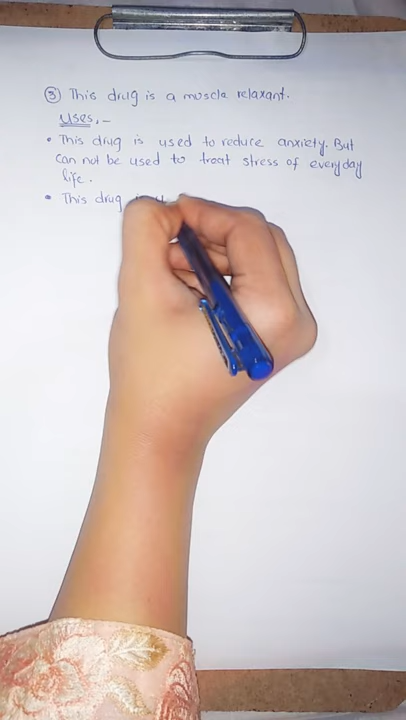 ③ This drug is a muscle relaxant.
Uses,-
• This drug is used to reduce anxiety. But
can not be used to treat stress of everyday
life.
• This drug